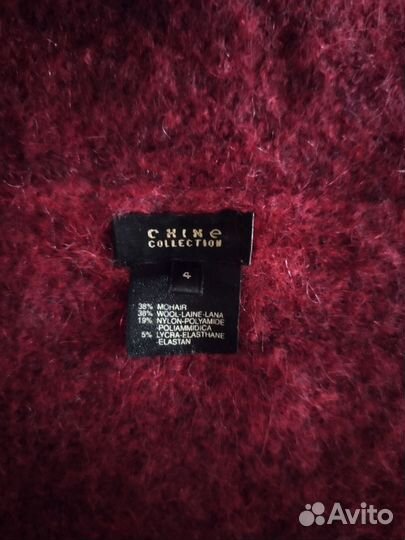 CHINE
COLLECTION
4
38% MOHAIR
38% WOOL-LAINE-LANA
19% NYLON-POLYAMIDE
-POLIAMMIDICA
5% LYCRA-ELASTHANE
-ELASTAN
Avito